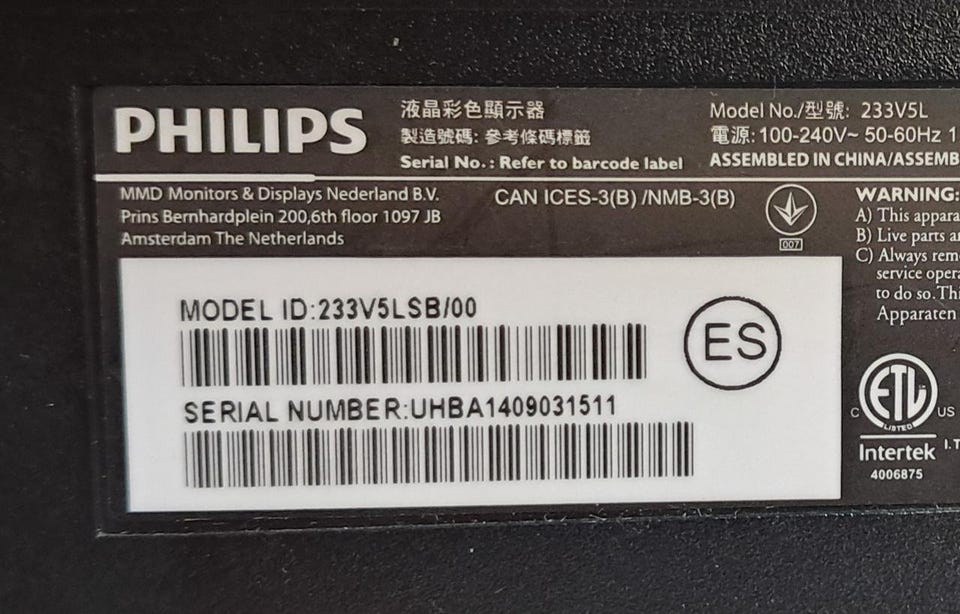 PHILIPS
液晶彩色顯示器
製造號碼: 參考條碼標籤
Serial No.: Refer to barcode label
Model No./型號: 233V5L
電源:100-240V~ 50-60Hz 1
ASSEMBLED IN CHINA/ASSEMB
MMD Monitors & Displays Nederland B.V.
Prins Bernhardplein 200,6th floor 1097 JB
Amsterdam The Netherlands
CAN ICES-3(B) /NMB-3(B)
007
WARNING:
A) This appara
B) Live parts a
C) Always rem
service opera
to do so.Thi
Apparaten
MODEL ID:233V5LSB/00
ES
SERIAL NUMBER:UHBA1409031511
C ETL US
LISTED
Intertek
4006875
I.T